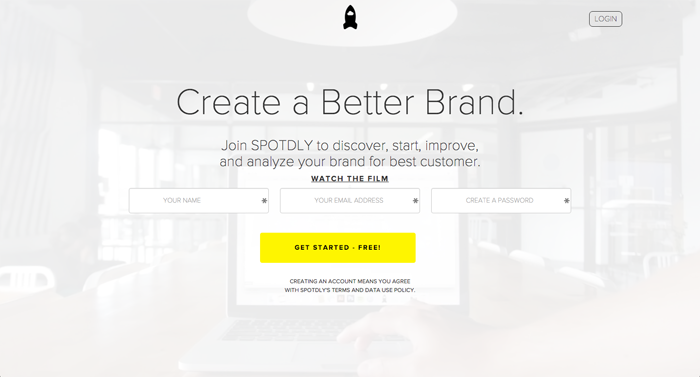 LOGIN
Create a Better Brand.
Join SPOTDLY to discover, start, improve,
and analyze your brand for best customer.
WATCH THE FILM
YOUR NAME *
YOUR EMAIL ADDRESS *
CREATE A PASSWORD *
GET STARTED - FREE!
CREATING AN ACCOUNT MEANS YOU AGREE
WITH SPOTDLY'S TERMS AND DATA USE POLICY.